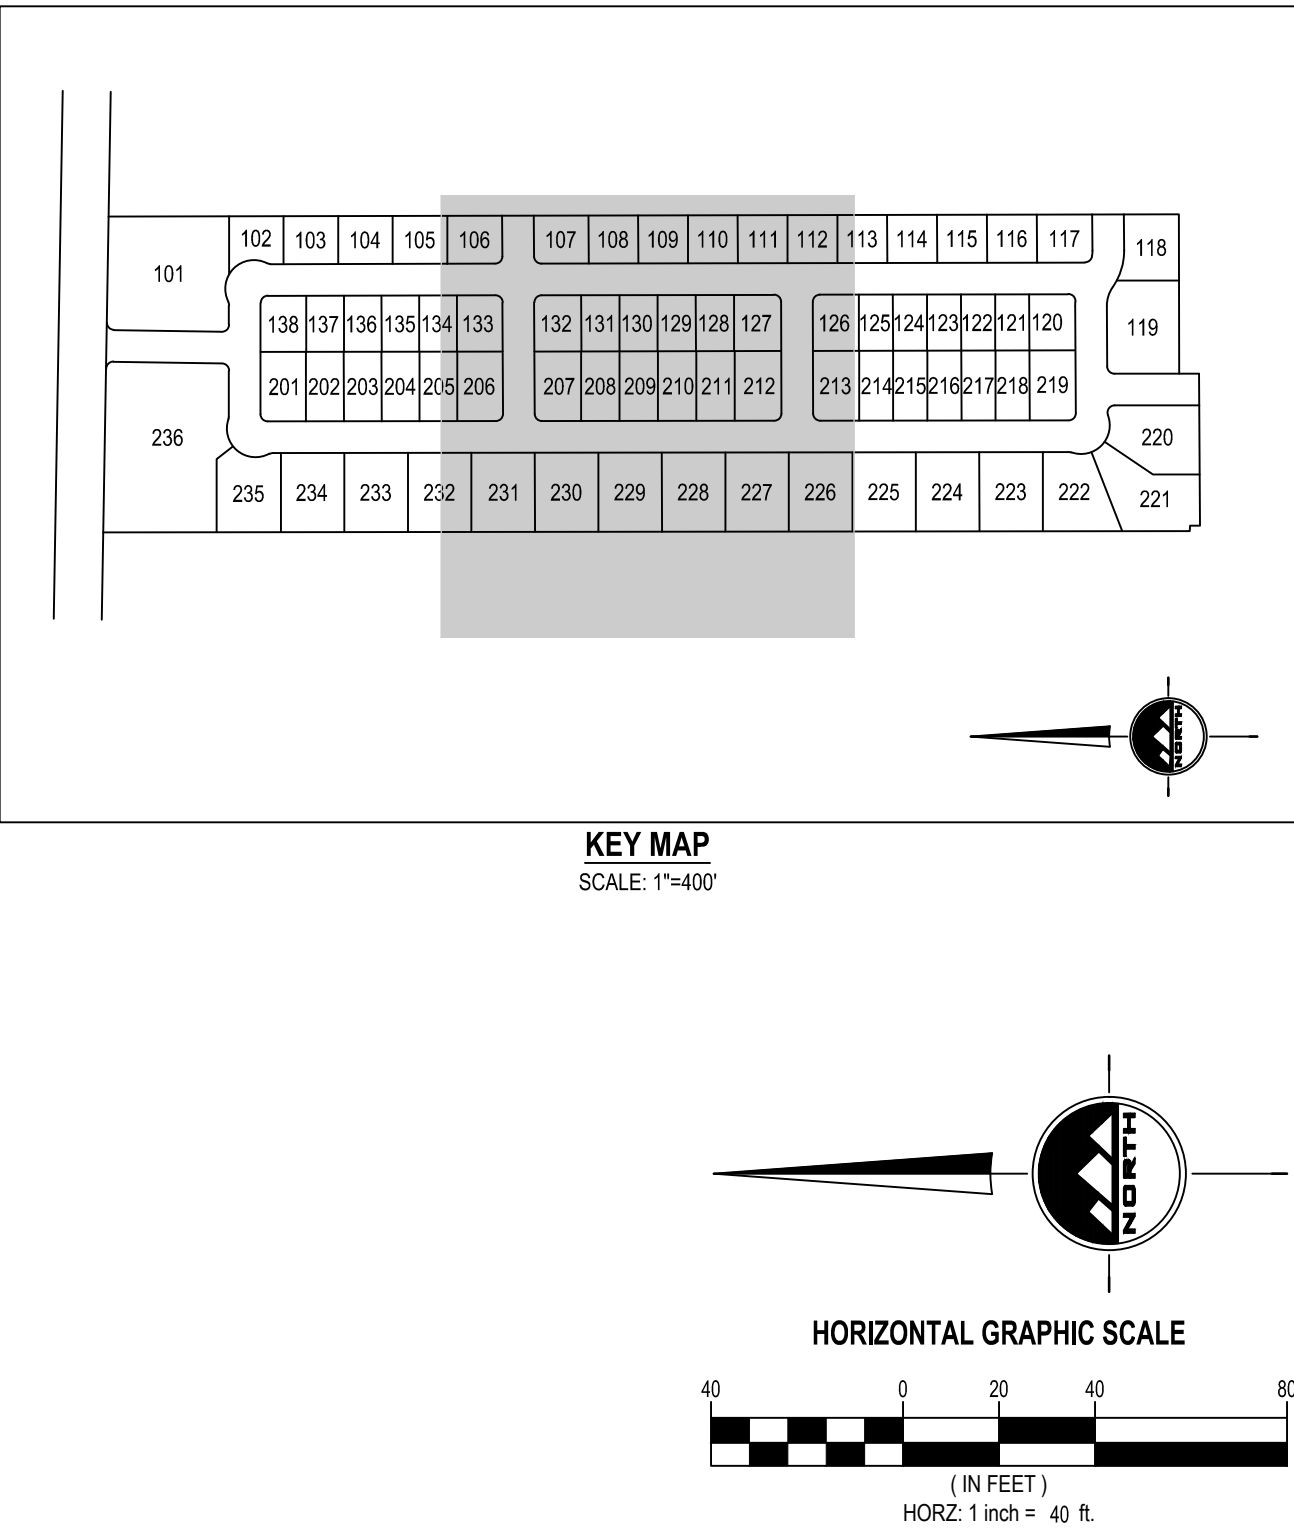 102 103 104 105 106 107 108 109 110 111 112 113 114 115 116 117 118
101
138 137 136 135 134 133 132 131 130 129 128 127 126 125 124 123 122 121 120 119
201 202 203 204 205 206 207 208 209 210 211 212 213 214 215 216 217 218 219
236 220
235 234 233 232 231 230 229 228 227 226 225 224 223 222 221
NORTH
KEY MAP
SCALE: 1"=400'
NORTH
HORIZONTAL GRAPHIC SCALE
40 0 20 40 80
( IN FEET )
HORZ: 1 inch = 40 ft.